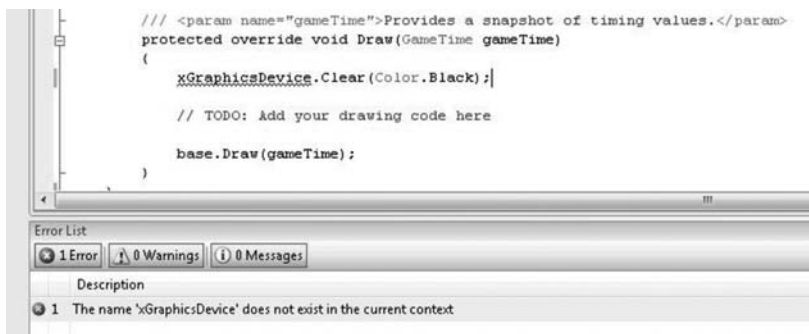 /// <param name="gameTime">Provides a snapshot of timing values.</param>
protected override void Draw(GameTime gameTime)
{
xGraphicsDevice.Clear(Color.Black);
// TODO: Add your drawing code here
base.Draw(gameTime);
}
Error List
1 Error 0 Warnings 0 Messages
Description
1 The name 'xGraphicsDevice' does not exist in the current context